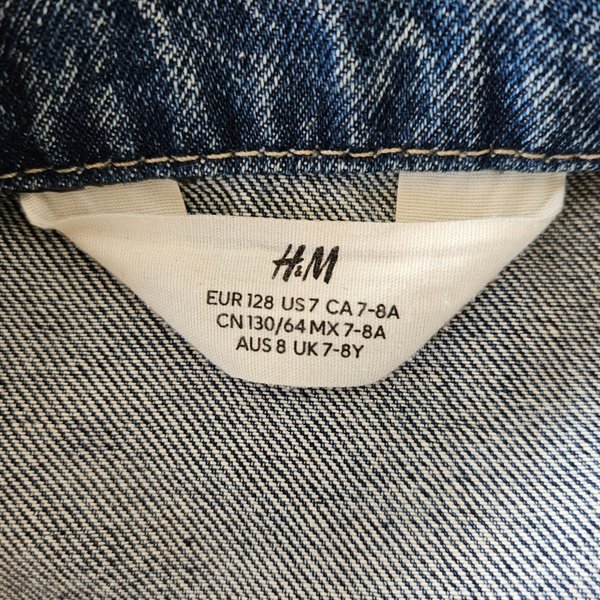 H&M
EUR 128 US 7 CA 7-8A
CN 130/64 MX 7-8A
AUS 8 UK 7-8Y